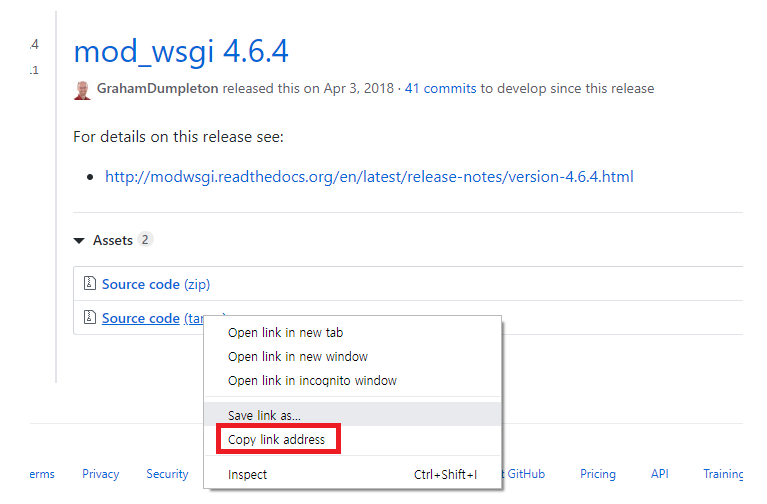 .4
.1
mod_wsgi 4.6.4
GrahamDumpleton released this on Apr 3, 2018 · 41 commits to develop since this release
For details on this release see:
• http://modwsgi.readthedocs.org/en/latest/release-notes/version-4.6.4.html
Assets 2
Source code (zip)
Source code (tar
Open link in new tab
Open link in new window
Open link in incognito window
Save link as...
Copy link address
Inspect Ctrl+Shift+I
erms Privacy Security t GitHub Pricing API Training